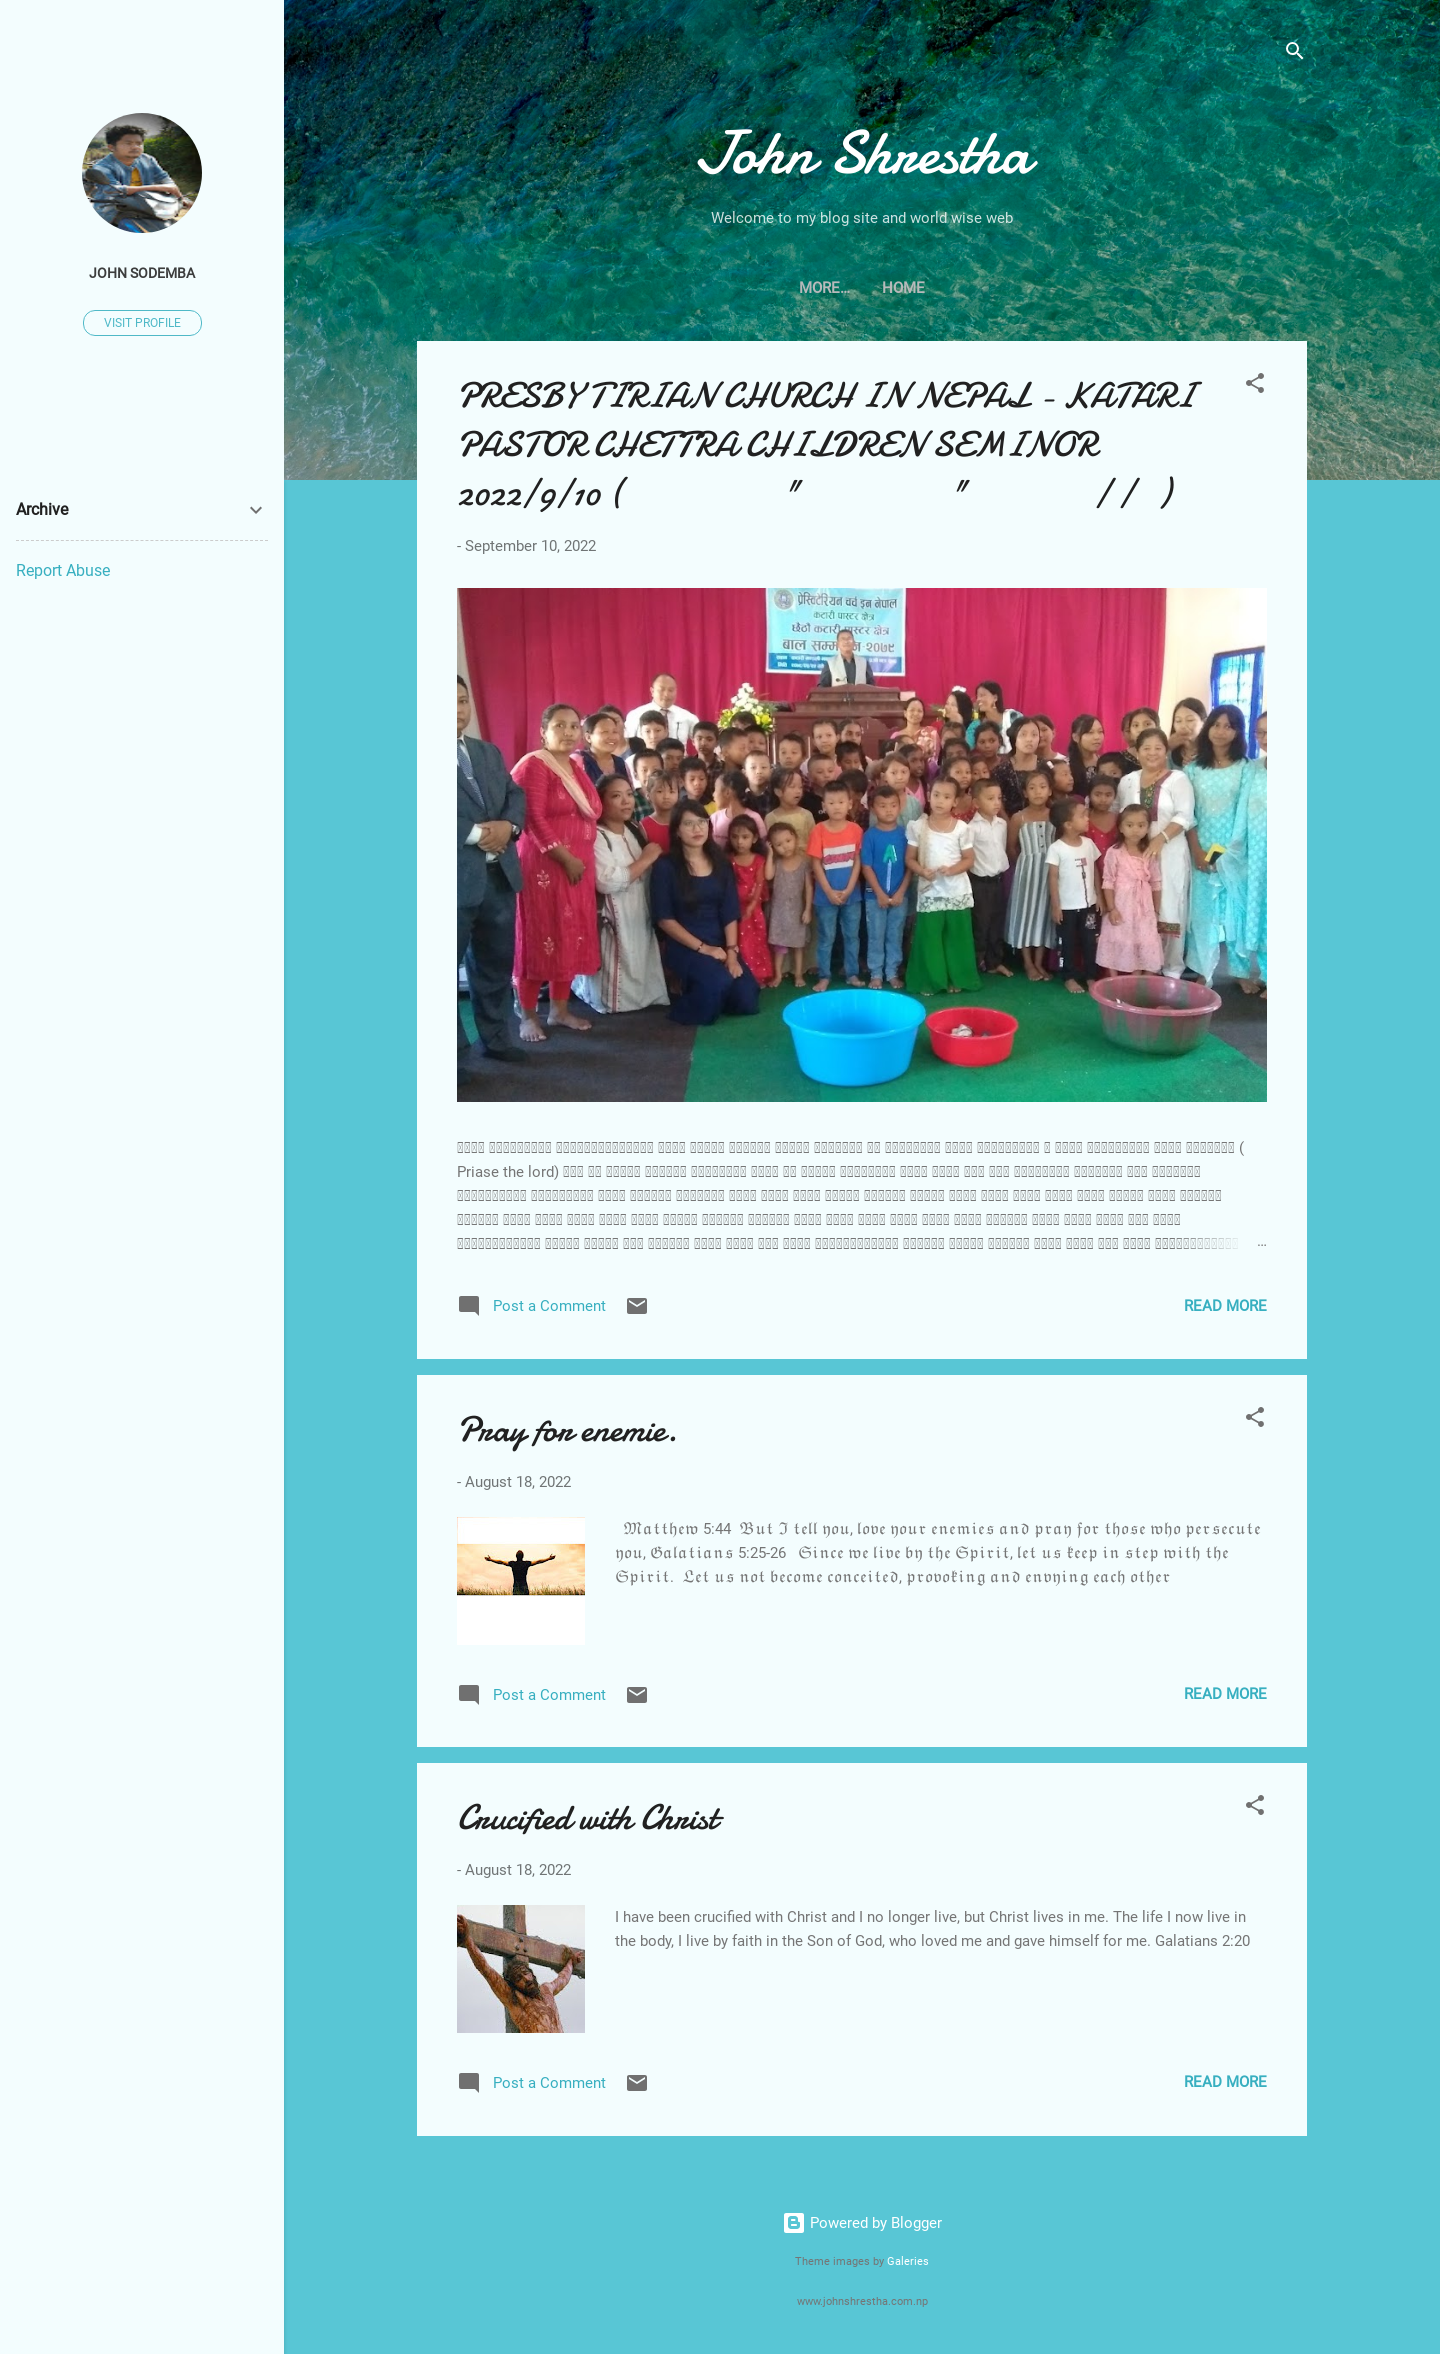 JOHN SODEMBA
VISIT PROFILE
Archive
Report Abuse
John Shrestha
Welcome to my blog site and world wise web
MORE…
HOME
PRESBYTIRIAN CHURCH IN NEPAL - KATARI
PASTOR CHETTRA CHILDREN SEMINOR
2022/9/10 ( " " / / )
- September 10, 2022
प्रेस्बिटेरियन चर्च इन नेपाल
कटारी पास्टर क्षेत्र
छैठौं कटारी पास्टर क्षेत्र
बाल सम्मेलन २०७९
(
Priase the lord)
...
Post a Comment
READ MORE
Pray for enemie.
- August 18, 2022
Matthew 5:44 But I tell you, love your enemies and pray for those who persecute
you, Galatians 5:25-26 Since we live by the Spirit, let us keep in step with the
Spirit. Let us not become conceited, provoking and envying each other
Post a Comment
READ MORE
Crucified with Christ
- August 18, 2022
I have been crucified with Christ and I no longer live, but Christ lives in me. The life I now live in
the body, I live by faith in the Son of God, who loved me and gave himself for me. Galatians 2:20
Post a Comment
READ MORE
Powered by Blogger
Theme images by Galeries
www.johnshrestha.com.np